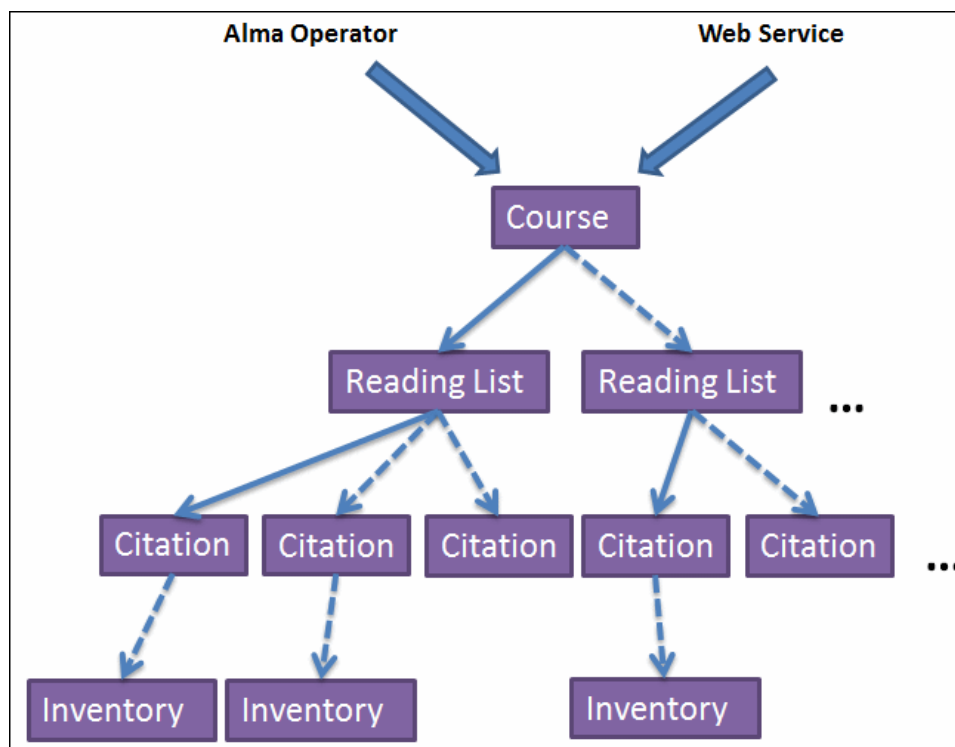 Alma Operator
Web Service
Course
Reading List
Reading List
...
Citation
Citation
Citation
Citation
Citation
...
Inventory
Inventory
Inventory